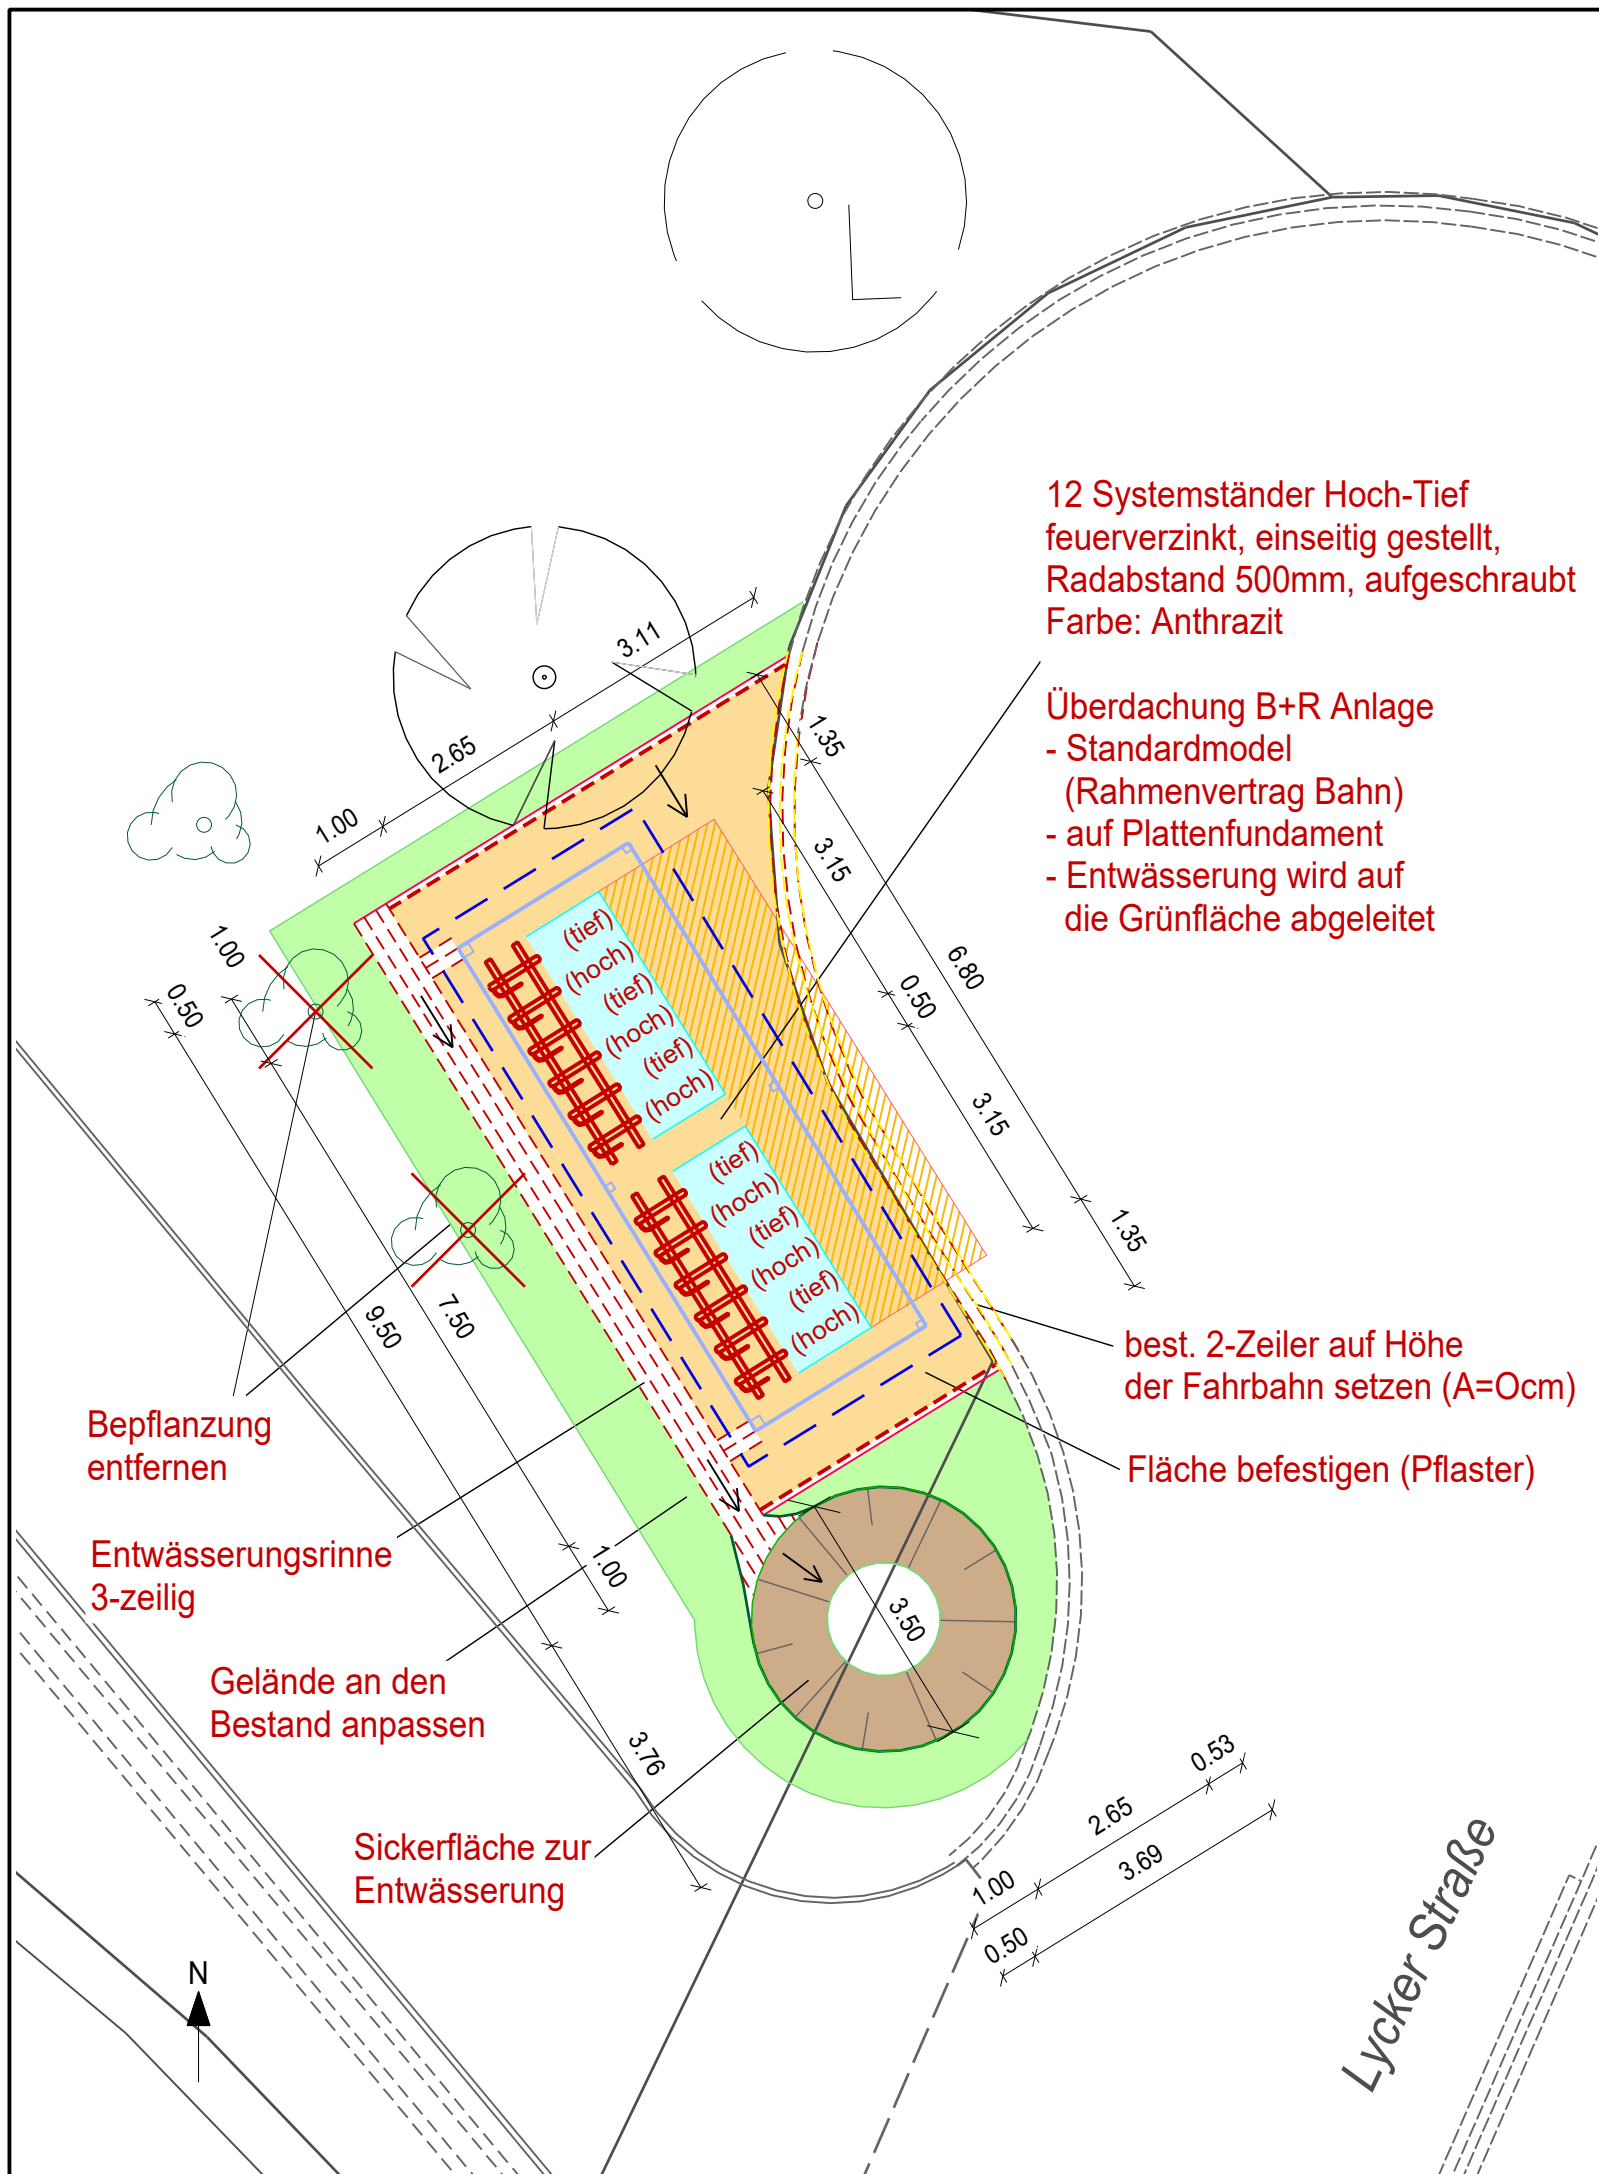 12 Systemständer Hoch-Tief
feuerverzinkt, einseitig gestellt,
Radabstand 500mm, aufgeschraubt
Farbe: Anthrazit
Überdachung B+R Anlage
- Standardmodel
(Rahmenvertrag Bahn)
- auf Plattenfundament
- Entwässerung wird auf
die Grünfläche abgeleitet
3.11
2.65
1.00
1.35
3.15
6.80
0.50
3.15
1.35
1.00
0.50
(tief)
(hoch)
(tief)
(hoch)
(tief)
(hoch)
(tief)
(hoch)
(tief)
(hoch)
(tief)
(hoch)
9.50
7.50
best. 2-Zeiler auf Höhe
der Fahrbahn setzen (A=Ocm)
Fläche befestigen (Pflaster)
Bepflanzung
entfernen
Entwässerungsrinne
3-zeilig
1.00
3.50
Gelände an den
Bestand anpassen
3.76
Sickerfläche zur
Entwässerung
0.53
2.65
3.69
1.00
0.50
N
Lycker Straße